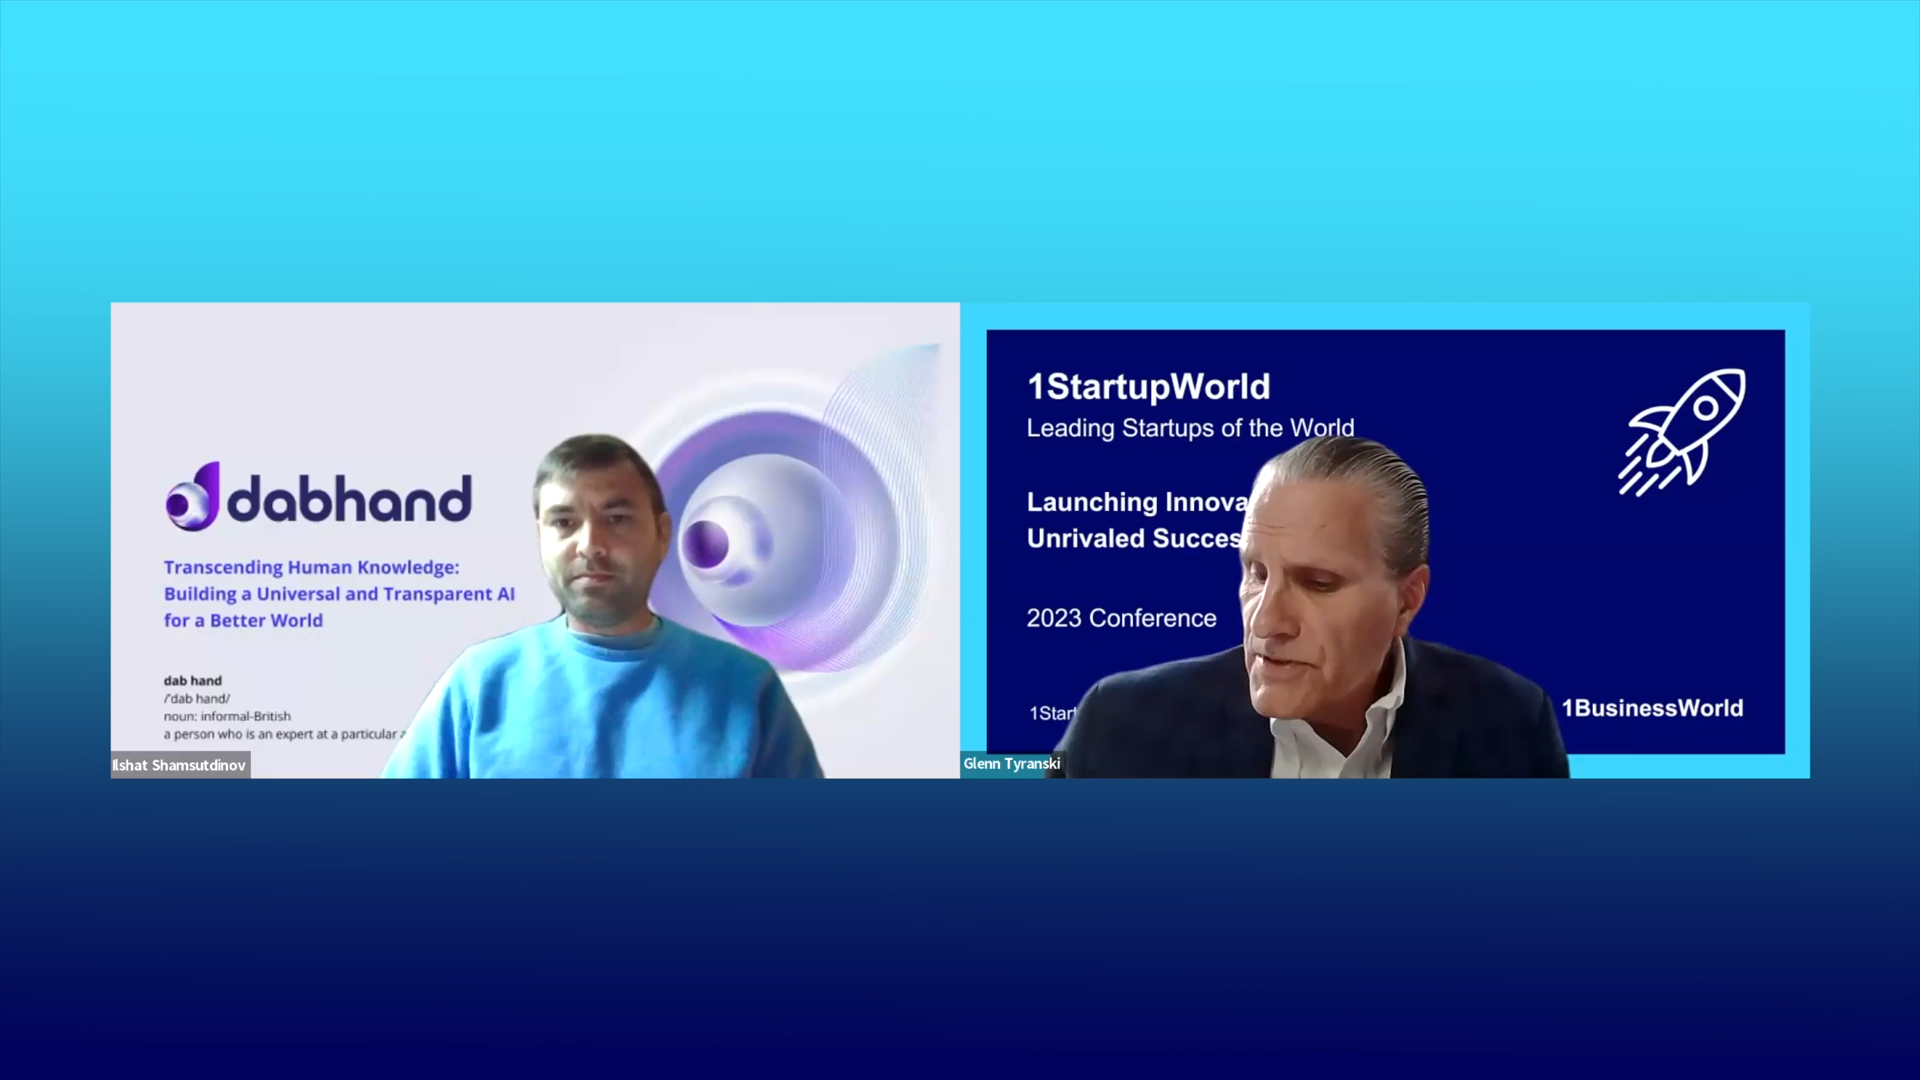 dabhand
Transcending Human Knowledge:
Building a Universal and Transparent AI
for a Better World
dab hand
/'dab hand/
noun: informal-British
a person who is an expert at a particular a
Ilshat Shamsutdinov
1StartupWorld
Leading Startups of the World
Launching Innova
Unrivaled Succes
2023 Conference
1Start
1BusinessWorld
Glenn Tyranski